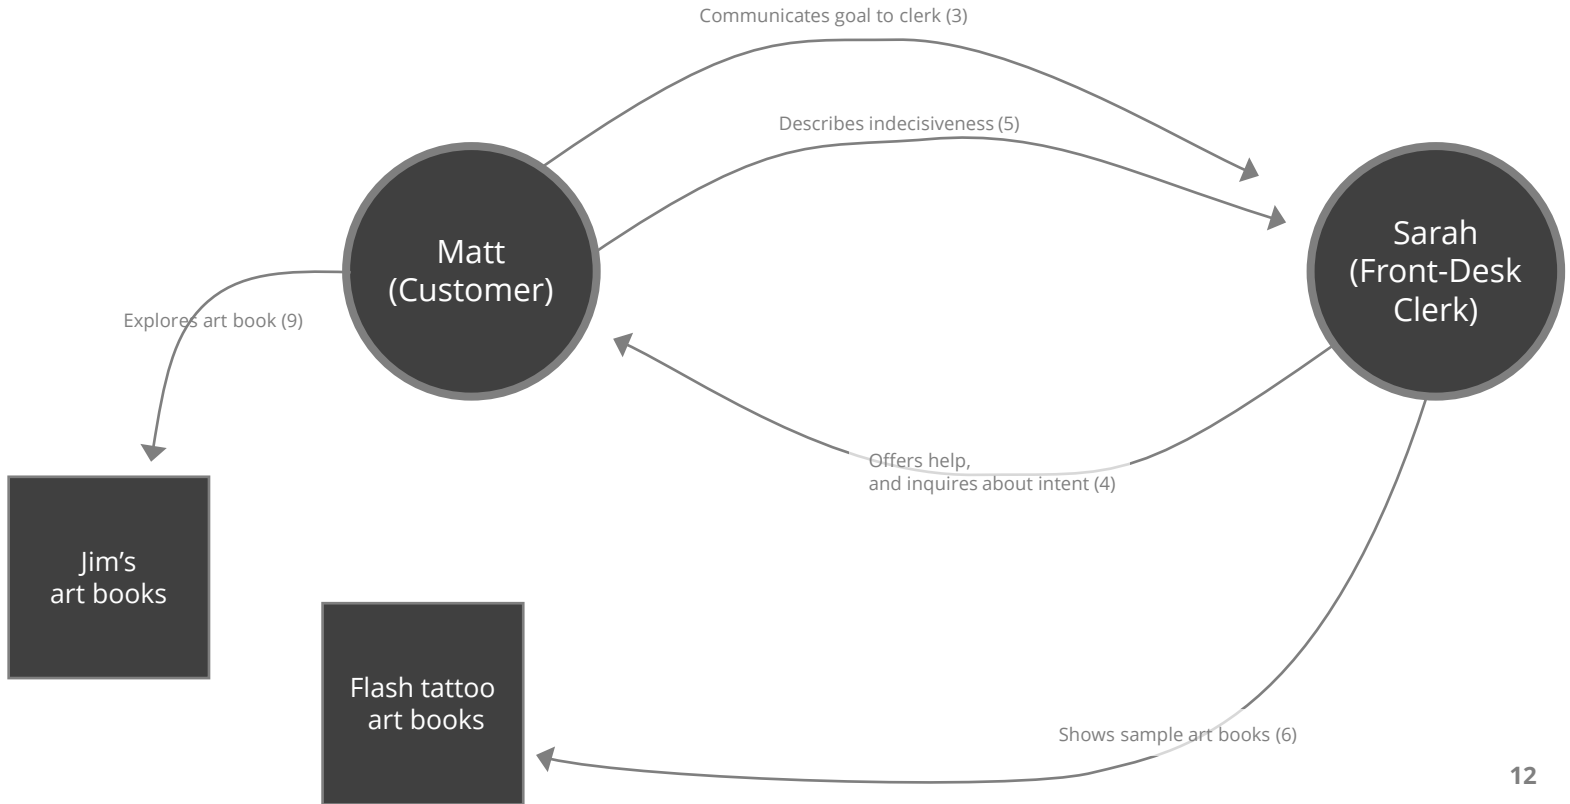 Communicates goal to clerk (3)
Describes indecisiveness (5)
Matt
(Customer)
Sarah
(Front-Desk
Clerk)
Explores art book (9)
Offers help,
and inquires about intent (4)
Jim’s
art books
Flash tattoo
art books
Shows sample art books (6)
12